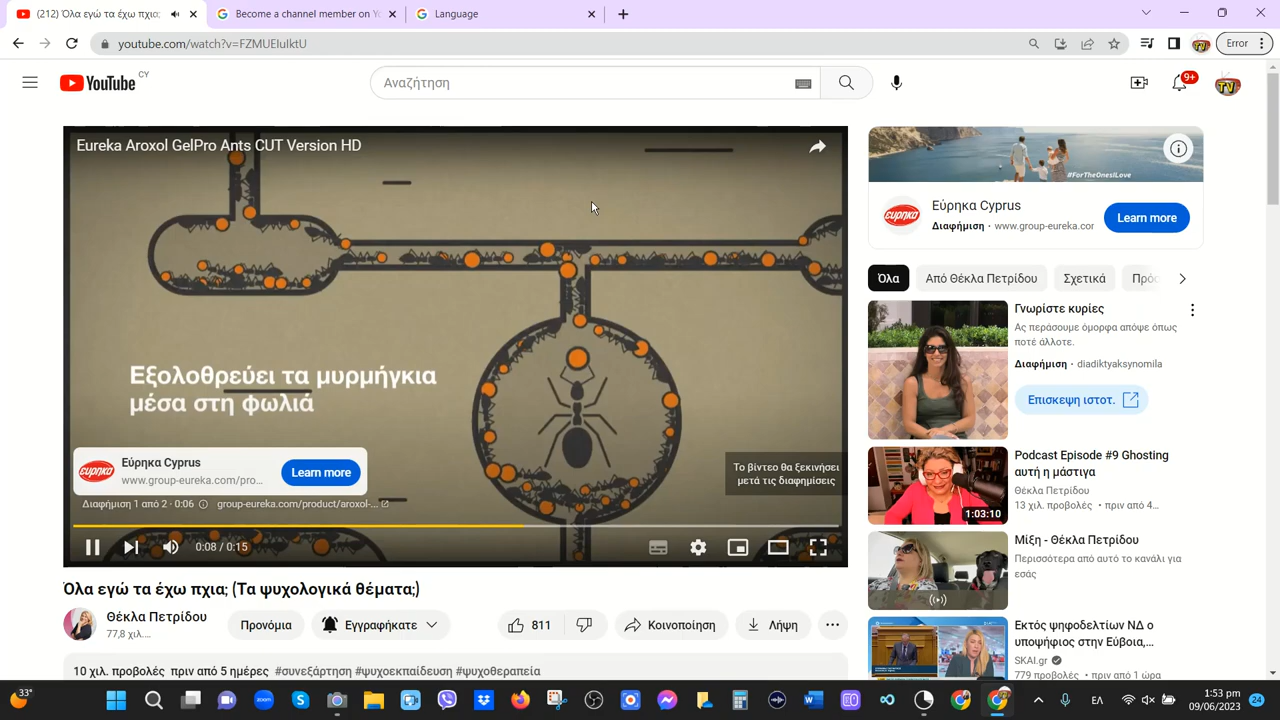 (212) Όλα εγώ τα έχω πχια;
Become a channel member on Yo
Language
youtube.com/watch?v=FZMUEIuIktU
Error
YouTube CY
Αναζήτηση
9+
TV
Eureka Aroxol GelPro Ants CUT Version HD
Εξολοθρεύει τα μυρμήγκια
μέσα στη φωλιά
ευρηκα
Εύρηκα Cyprus
www.group-eureka.com/pro...
Learn more
Το βίντεο θα ξεκινήσει
μετά τις διαφημίσεις
Διαφήμιση 1 από 2 · 0:06
group-eureka.com/product/aroxol-...
0:08 / 0:15
Όλα εγώ τα έχω πχια; (Τα ψυχολογικά θέματα;)
Θέκλα Πετρίδου
77,8 χιλ....
Προνόμια
Εγγραφήκατε
811
Κοινοποίηση
Λήψη
10 χιλ. προβολές πριν από 5 ημέρες #συνεξάρτηση #ψυχοεκπαίδευση #ψυχοθεραπεία
#ForTheOnesILove
ευρηκα
Εύρηκα Cyprus
Διαφήμιση · www.group-eureka.cor
Learn more
Όλα
Από Θέκλα Πετρίδου
Σχετικά
Πρόσ
Γνωρίστε κυρίες
Ας περάσουμε όμορφα απόψε όπως
ποτέ άλλοτε.
Διαφήμιση · diadiktyaksynomila
Επισκεψη ιστοτ.
Podcast Episode #9 Ghosting
αυτή η μάστιγα
Θέκλα Πετρίδου
13 χιλ. προβολές • πριν από 4...
1:03:10
Μίξη - Θέκλα Πετρίδου
Περισσότερα από αυτό το κανάλι για
εσάς
Εκτός ψηφοδελτίων ΝΔ ο
υποψήφιος στην Εύβοια,...
SKAI.gr
779 προβολές • πριν από 1 ώρα
33°
zoom
ΕΛ
1:53 pm
09/06/2023
24